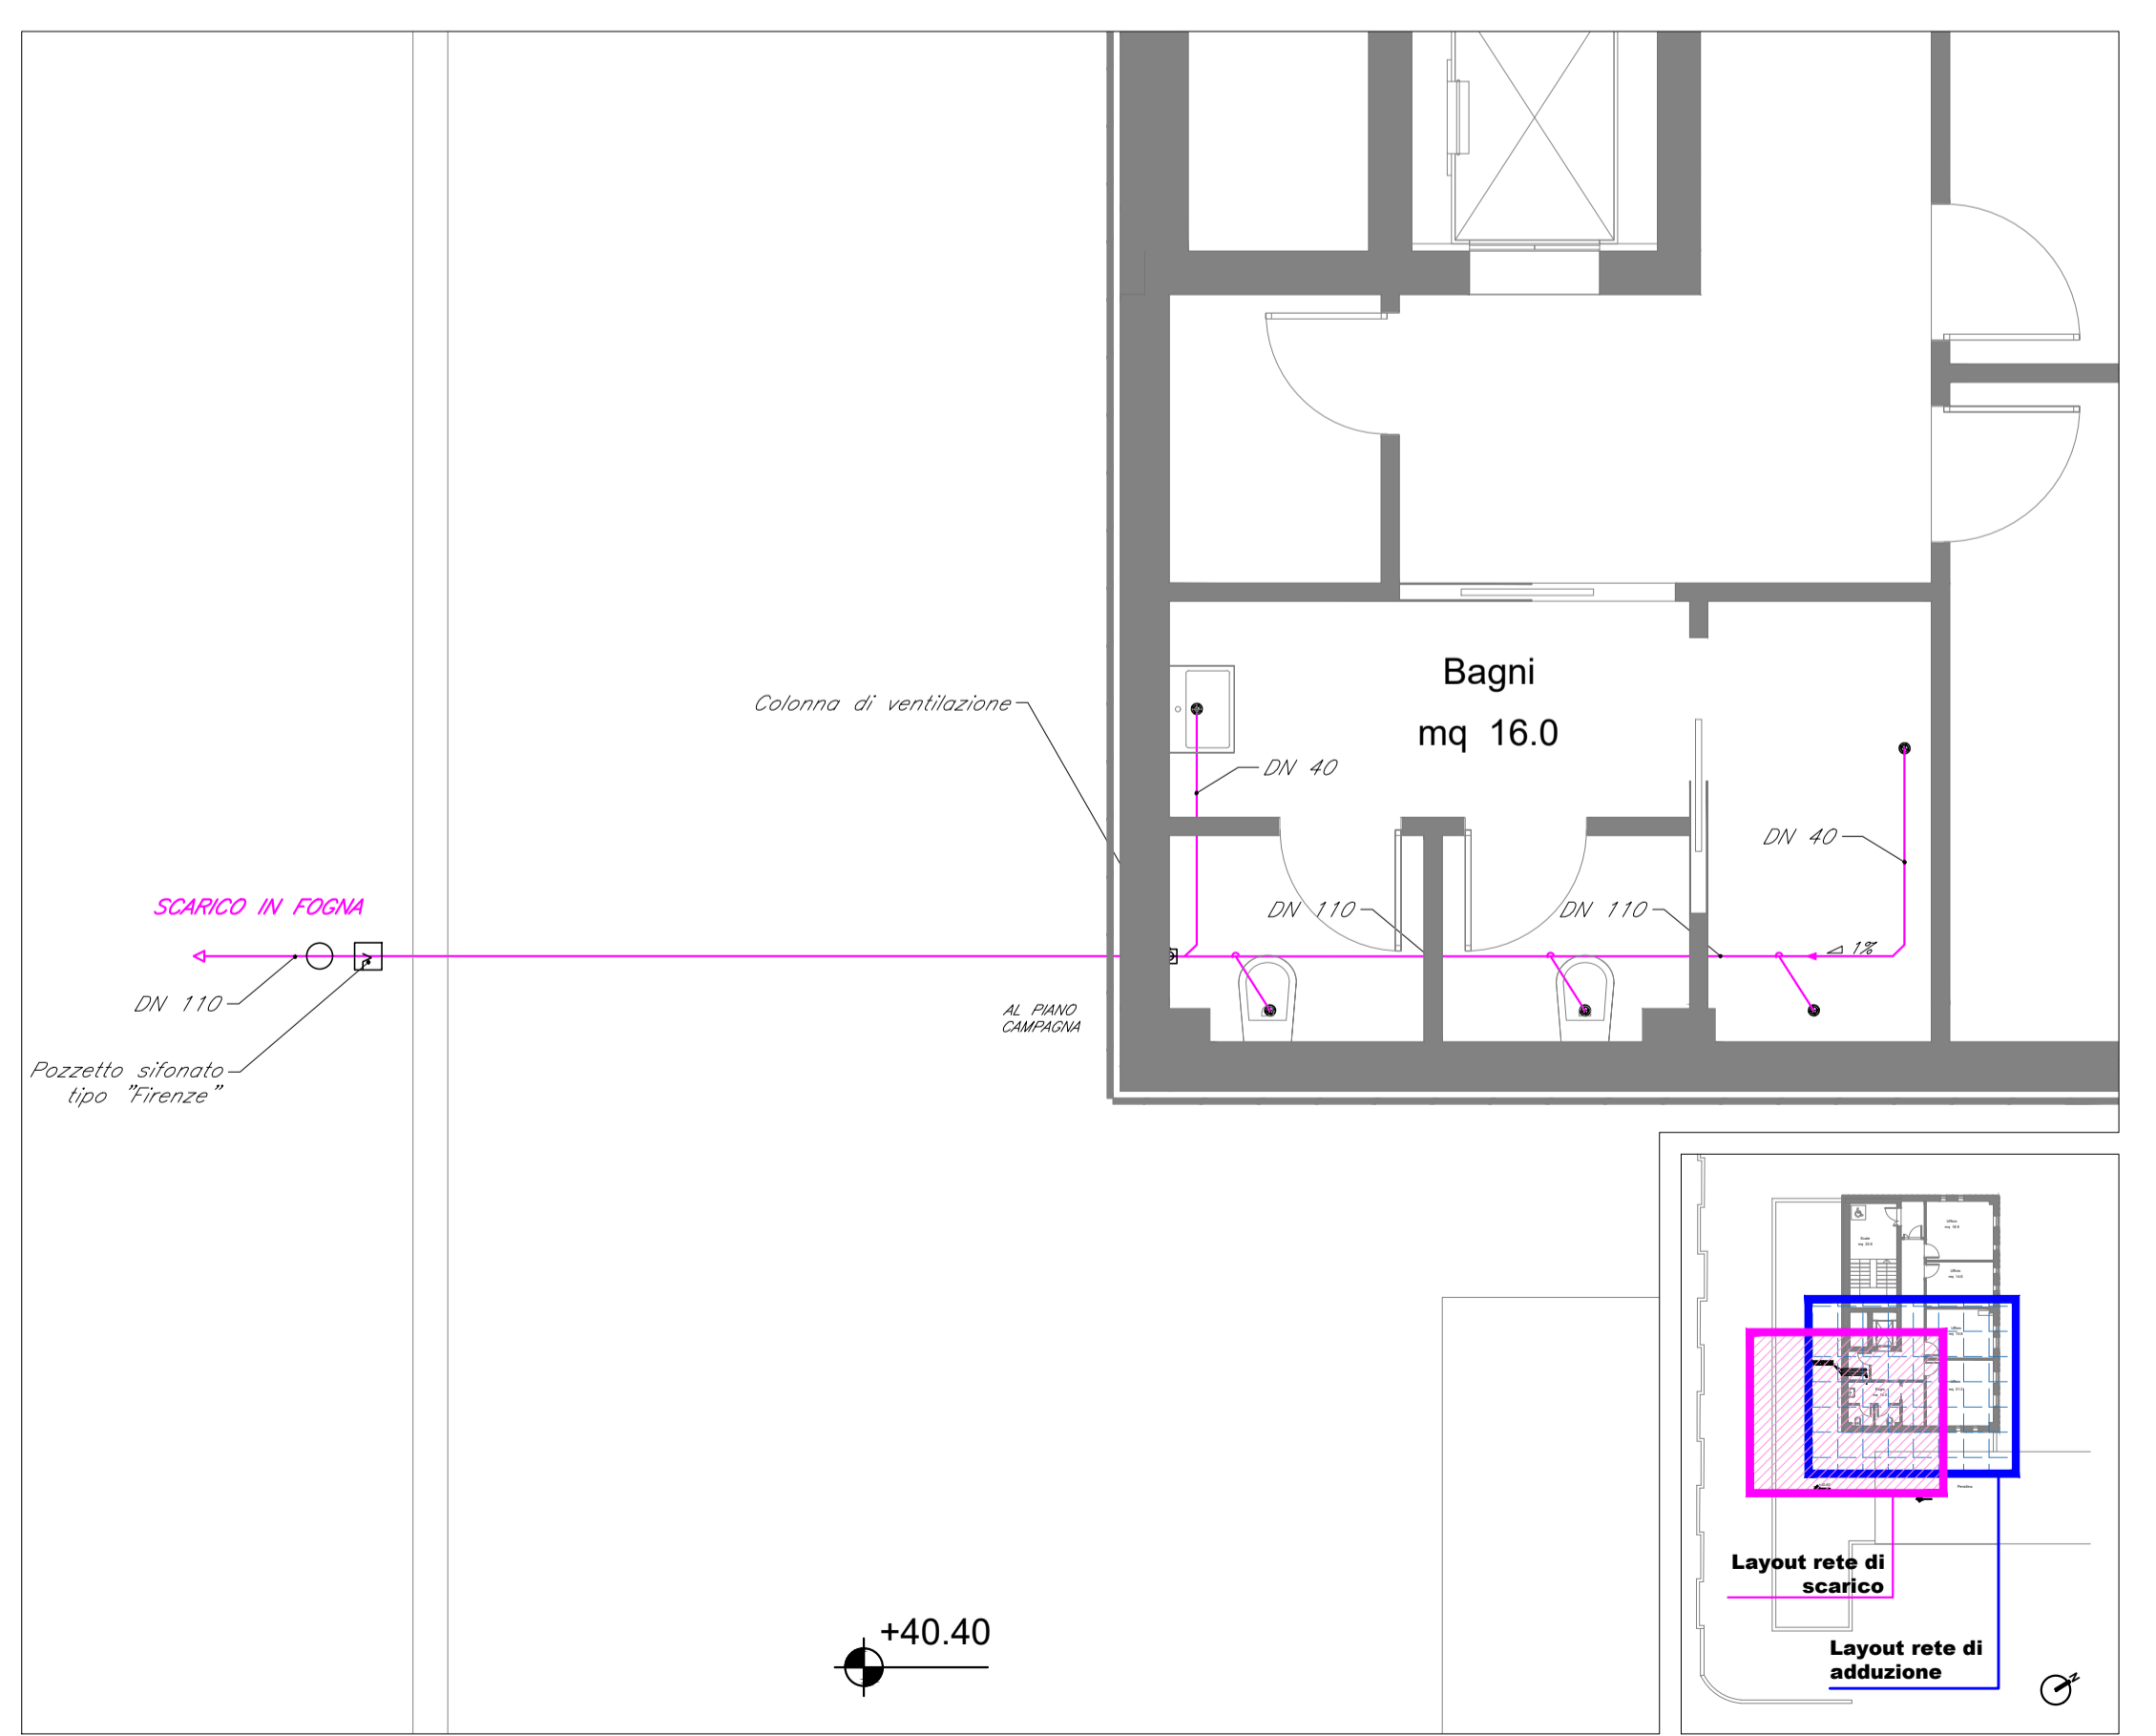 Bagni
mq 16.0
Colonna di ventilazione
DN 40
DN 40
SCARICO IN FOGNA
DN 110
DN 110
1%
DN 110
AL PIANO
CAMPAGNA
Pozzetto sifonato
tipo "Firenze"
+40.40
Layout rete di
scarico
Layout rete di
adduzione
N